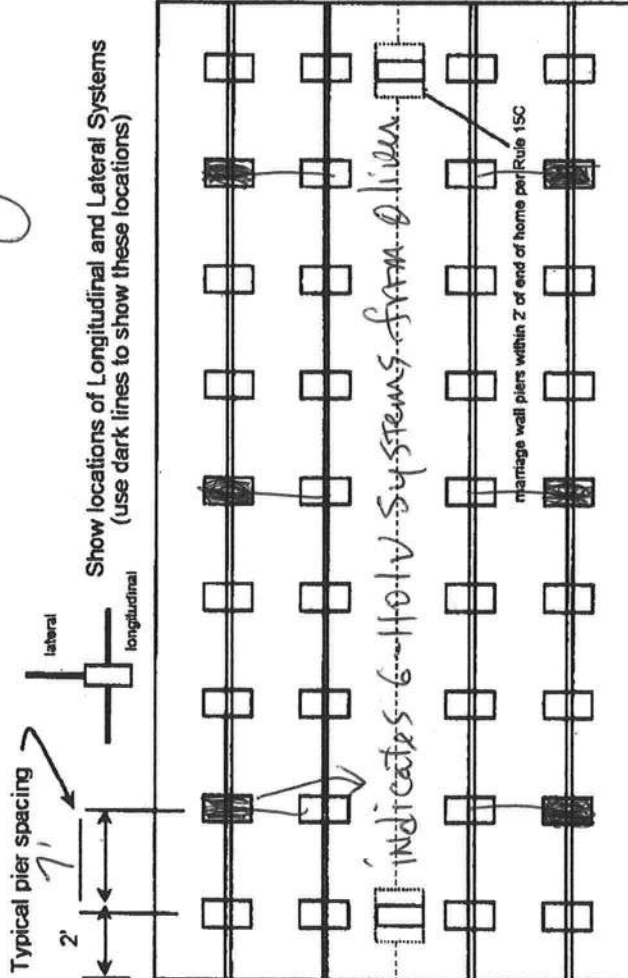 Typical pier spacing
7'
2'
lateral
longitudinal
Show locations of Longitudinal and Lateral Systems
(use dark lines to show these locations)
indicates 6-1101V Systems from Oliver
marriage wall piers within 2' of end of home per Rule 15C